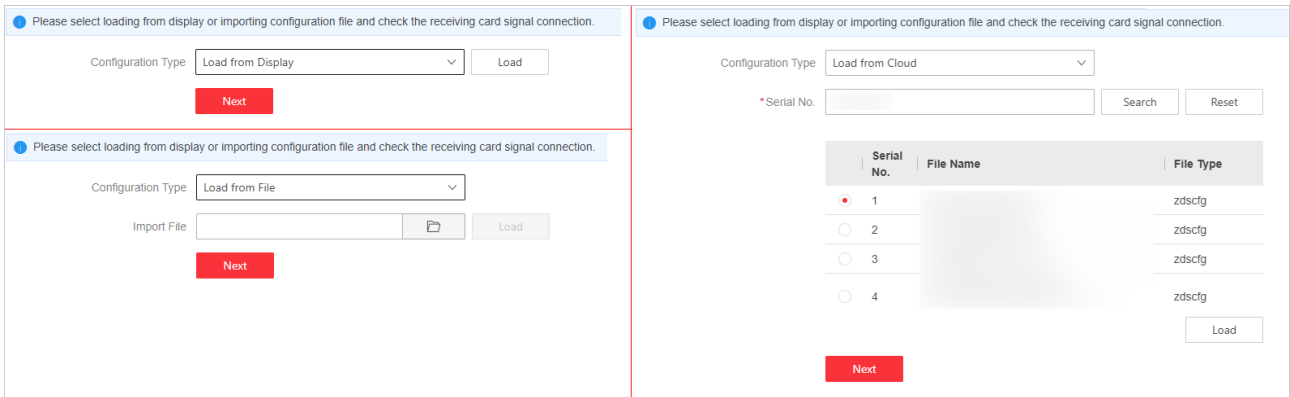 Please select loading from display or importing configuration file and check the receiving card signal connection.
Configuration Type Load from Display Load
Next
Please select loading from display or importing configuration file and check the receiving card signal connection.
Configuration Type Load from File
Import File Load
Next
Please select loading from display or importing configuration file and check the receiving card signal connection.
Configuration Type Load from Cloud
*Serial No. Search Reset
Serial No. File Name File Type
1 zdscfg
2 zdscfg
3 zdscfg
4 zdscfg
Load
Next